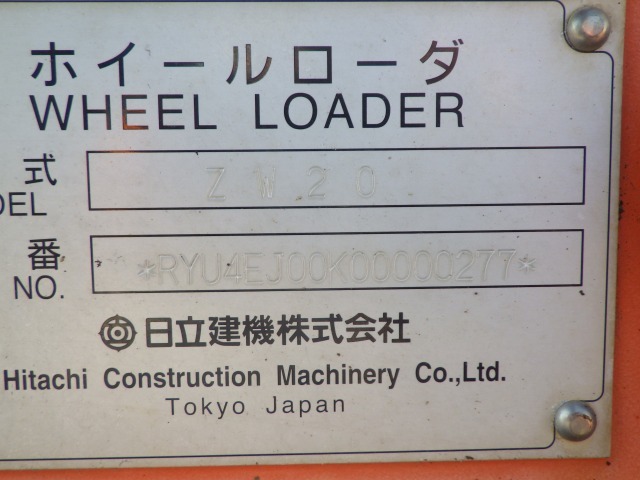 ホイールローダ
WHEEL LOADER
式 ZW20
DEL
番 *RYU4EJ00K00000277*
NO.
日立建機株式会社
Hitachi Construction Machinery Co.,Ltd.
Tokyo Japan